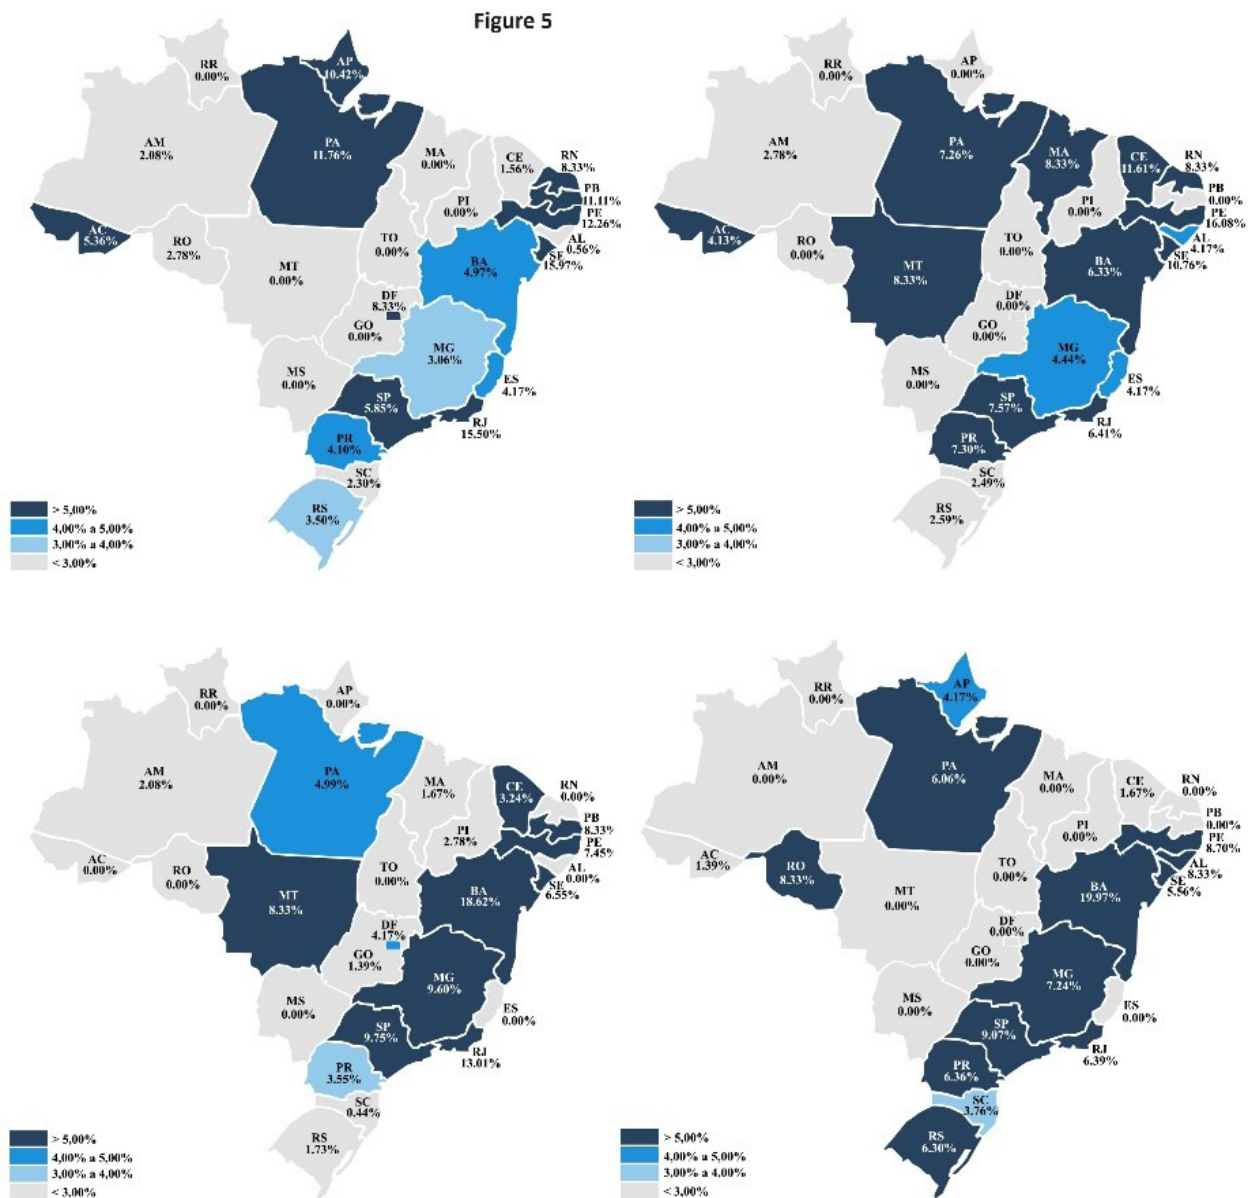 Figure 5
RR
0.00%
AP
10.42%
AM
2.08%
PA
11.76%
MA
0.00%
CE
1.56%
RN
8.33%
PB
11.11%
PE
12.26%
PI
0.00%
AL
0.56%
SE
15.97%
AC
5.36%
RO
2.78%
TO
0.00%
MT
0.00%
BA
4.97%
DF
8.33%
GO
0.00%
MG
3.06%
MS
0.00%
ES
4.17%
SP
5.85%
RJ
15.50%
PR
4.10%
SC
2.30%
RS
3.50%
> 5,00%
4,00% a 5,00%
3,00% a 4,00%
< 3,00%
RR
0.00%
AP
0.00%
AM
2.78%
PA
7.26%
MA
8.33%
CE
11.61%
RN
8.33%
PB
0.00%
PE
16.08%
PI
0.00%
AL
4.17%
SE
10.76%
AC
4.13%
RO
0.00%
TO
0.00%
MT
8.33%
BA
6.33%
DF
0.00%
GO
0.00%
MG
4.44%
MS
0.00%
ES
4.17%
SP
7.57%
RJ
6.41%
PR
7.30%
SC
2.49%
RS
2.59%
> 5,00%
4,00% a 5,00%
3,00% a 4,00%
< 3,00%
RR
0.00%
AP
0.00%
AM
2.08%
PA
4.99%
MA
1.67%
CE
3.24%
RN
0.00%
PB
8.33%
PE
7.45%
PI
2.78%
AL
0.00%
SE
6.55%
AC
0.00%
RO
0.00%
TO
0.00%
MT
8.33%
BA
18.62%
DF
4.17%
GO
1.39%
MG
9.60%
MS
0.00%
ES
0.00%
SP
9.75%
RJ
13.01%
PR
3.55%
SC
0.44%
RS
1.73%
> 5,00%
4,00% a 5,00%
3,00% a 4,00%
< 3,00%
RR
0.00%
AP
4.17%
AM
0.00%
PA
6.06%
MA
0.00%
CE
1.67%
RN
0.00%
PB
0.00%
PE
8.70%
PI
0.00%
AL
8.33%
SE
5.56%
AC
1.39%
RO
8.33%
TO
0.00%
MT
0.00%
BA
19.97%
DF
0.00%
GO
0.00%
MG
7.24%
MS
0.00%
ES
0.00%
SP
9.07%
RJ
6.39%
PR
6.36%
SC
3.76%
RS
6.30%
> 5,00%
4,00% a 5,00%
3,00% a 4,00%
< 3,00%